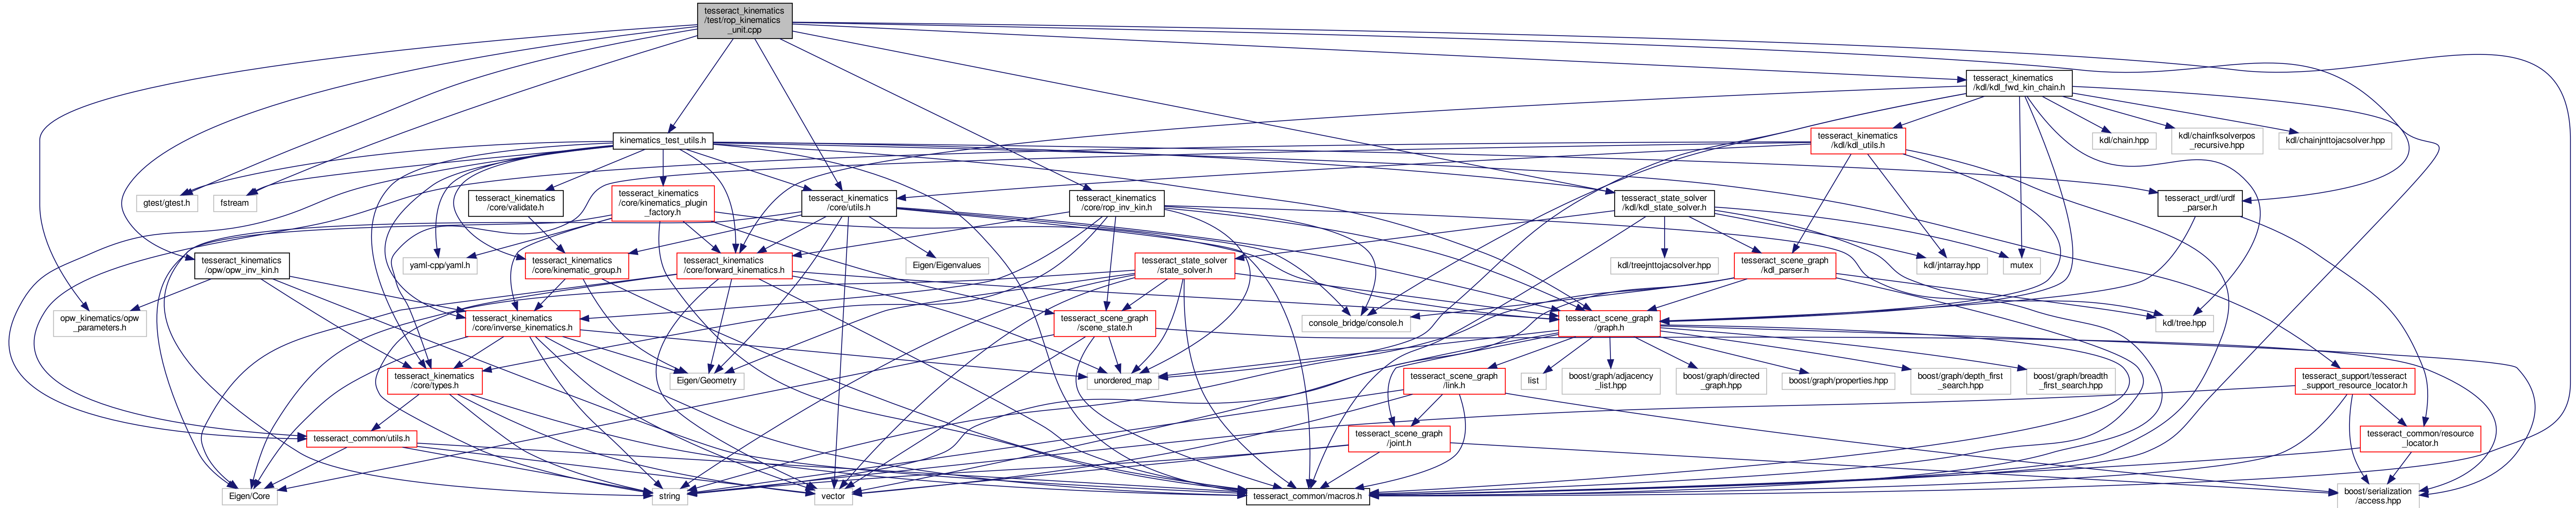 tesseract_kinematics
/test/rop_kinematics
_unit.cpp
tesseract_kinematics
/kdl/kdl_fwd_kin_chain.h
kinematics_test_utils.h
tesseract_kinematics
/kdl/kdl_utils.h
kdl/chain.hpp
kdl/chainfksolverpos
_recursive.hpp
kdl/chainjnttojacsolver.hpp
gtest/gtest.h
fstream
tesseract_kinematics
/core/validate.h
tesseract_kinematics
/core/kinematics_plugin
_factory.h
tesseract_kinematics
/core/utils.h
tesseract_kinematics
/core/rop_inv_kin.h
tesseract_state_solver
/kdl/kdl_state_solver.h
tesseract_urdf/urdf
_parser.h
tesseract_kinematics
/opw/opw_inv_kin.h
yaml-cpp/yaml.h
tesseract_kinematics
/core/kinematic_group.h
tesseract_kinematics
/core/forward_kinematics.h
Eigen/Eigenvalues
tesseract_state_solver
/state_solver.h
kdl/treejnttojacsolver.hpp
tesseract_scene_graph
/kdl_parser.h
kdl/jntarray.hpp
mutex
opw_kinematics/opw
_parameters.h
tesseract_kinematics
/core/inverse_kinematics.h
tesseract_scene_graph
/scene_state.h
console_bridge/console.h
tesseract_scene_graph
/graph.h
kdl/tree.hpp
tesseract_kinematics
/core/types.h
Eigen/Geometry
unordered_map
tesseract_scene_graph
/link.h
list
boost/graph/adjacency
_list.hpp
boost/graph/directed
_graph.hpp
boost/graph/properties.hpp
boost/graph/depth_first
_search.hpp
boost/graph/breadth
_first_search.hpp
tesseract_support/tesseract
_support_resource_locator.h
tesseract_common/utils.h
tesseract_scene_graph
/joint.h
tesseract_common/resource
_locator.h
Eigen/Core
string
vector
tesseract_common/macros.h
boost/serialization
/access.hpp